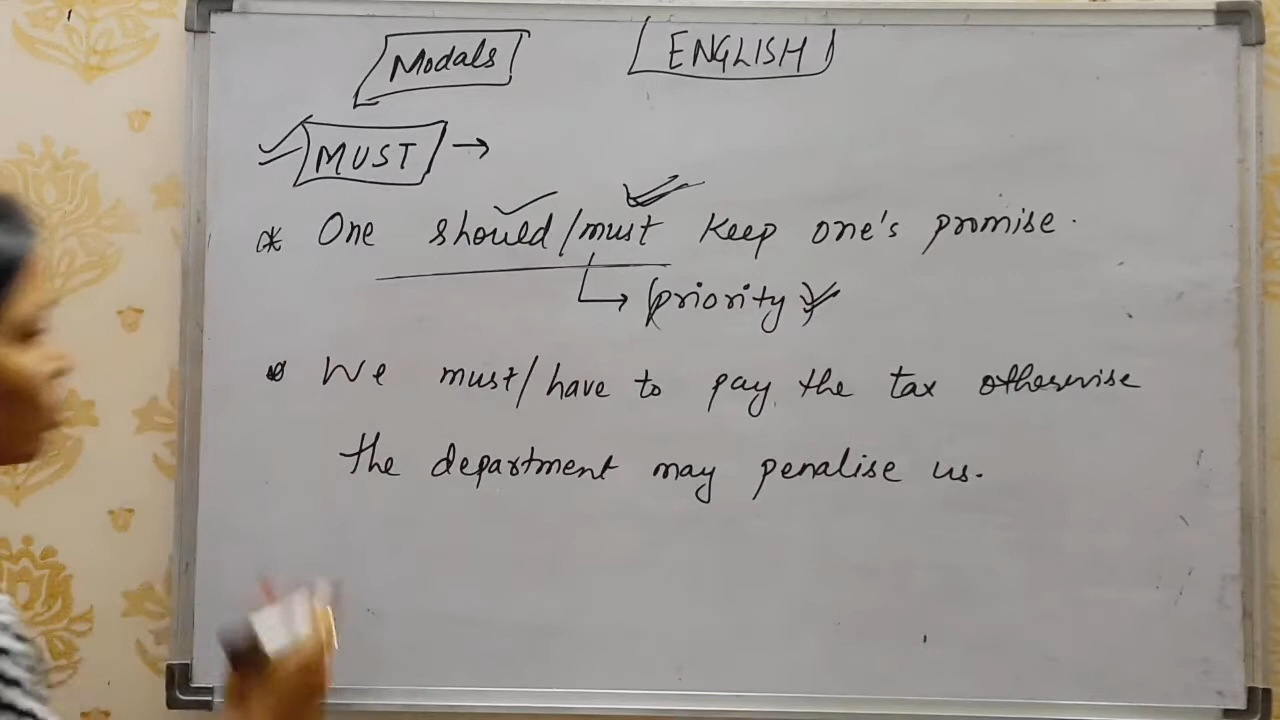 Modals ENGLISH
MUST →
* One should/must keep one's promise.
(priority)
We must/have to pay the tax otherwise
the department may penalise us.